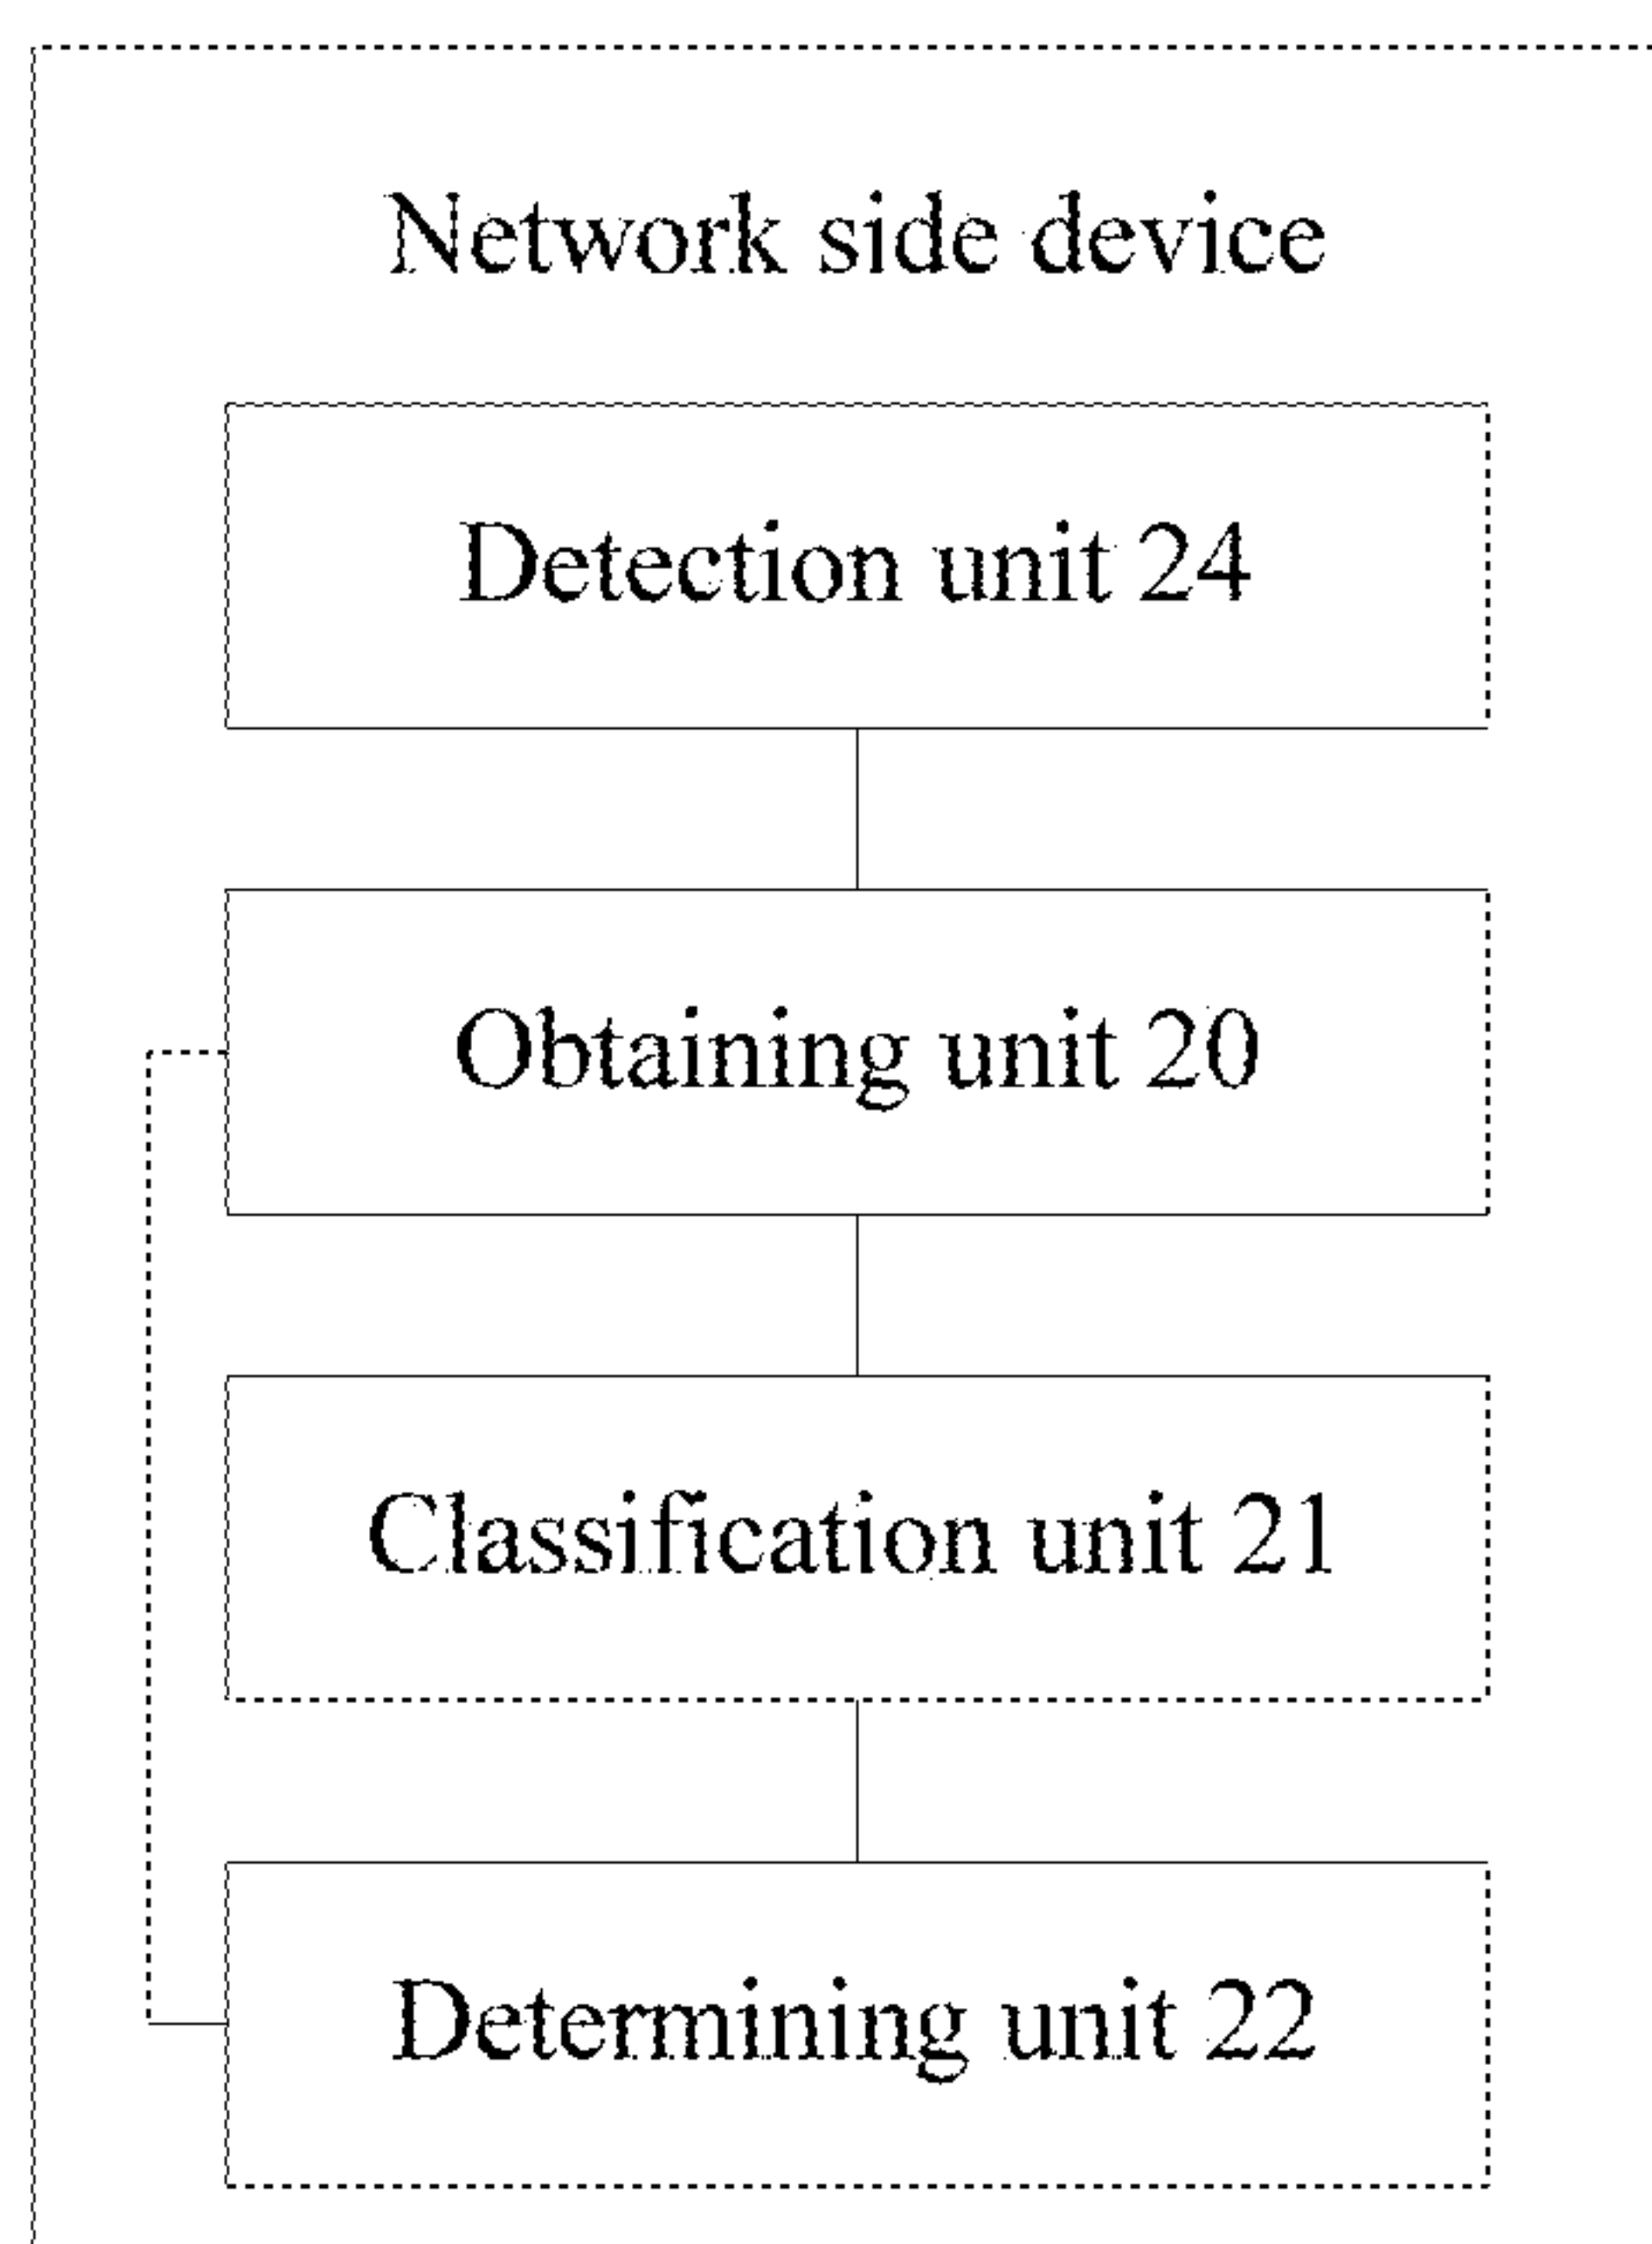 Network side device
Detection unit 24
Obtaining unit 20
Classification unit 21
Determining unit 22